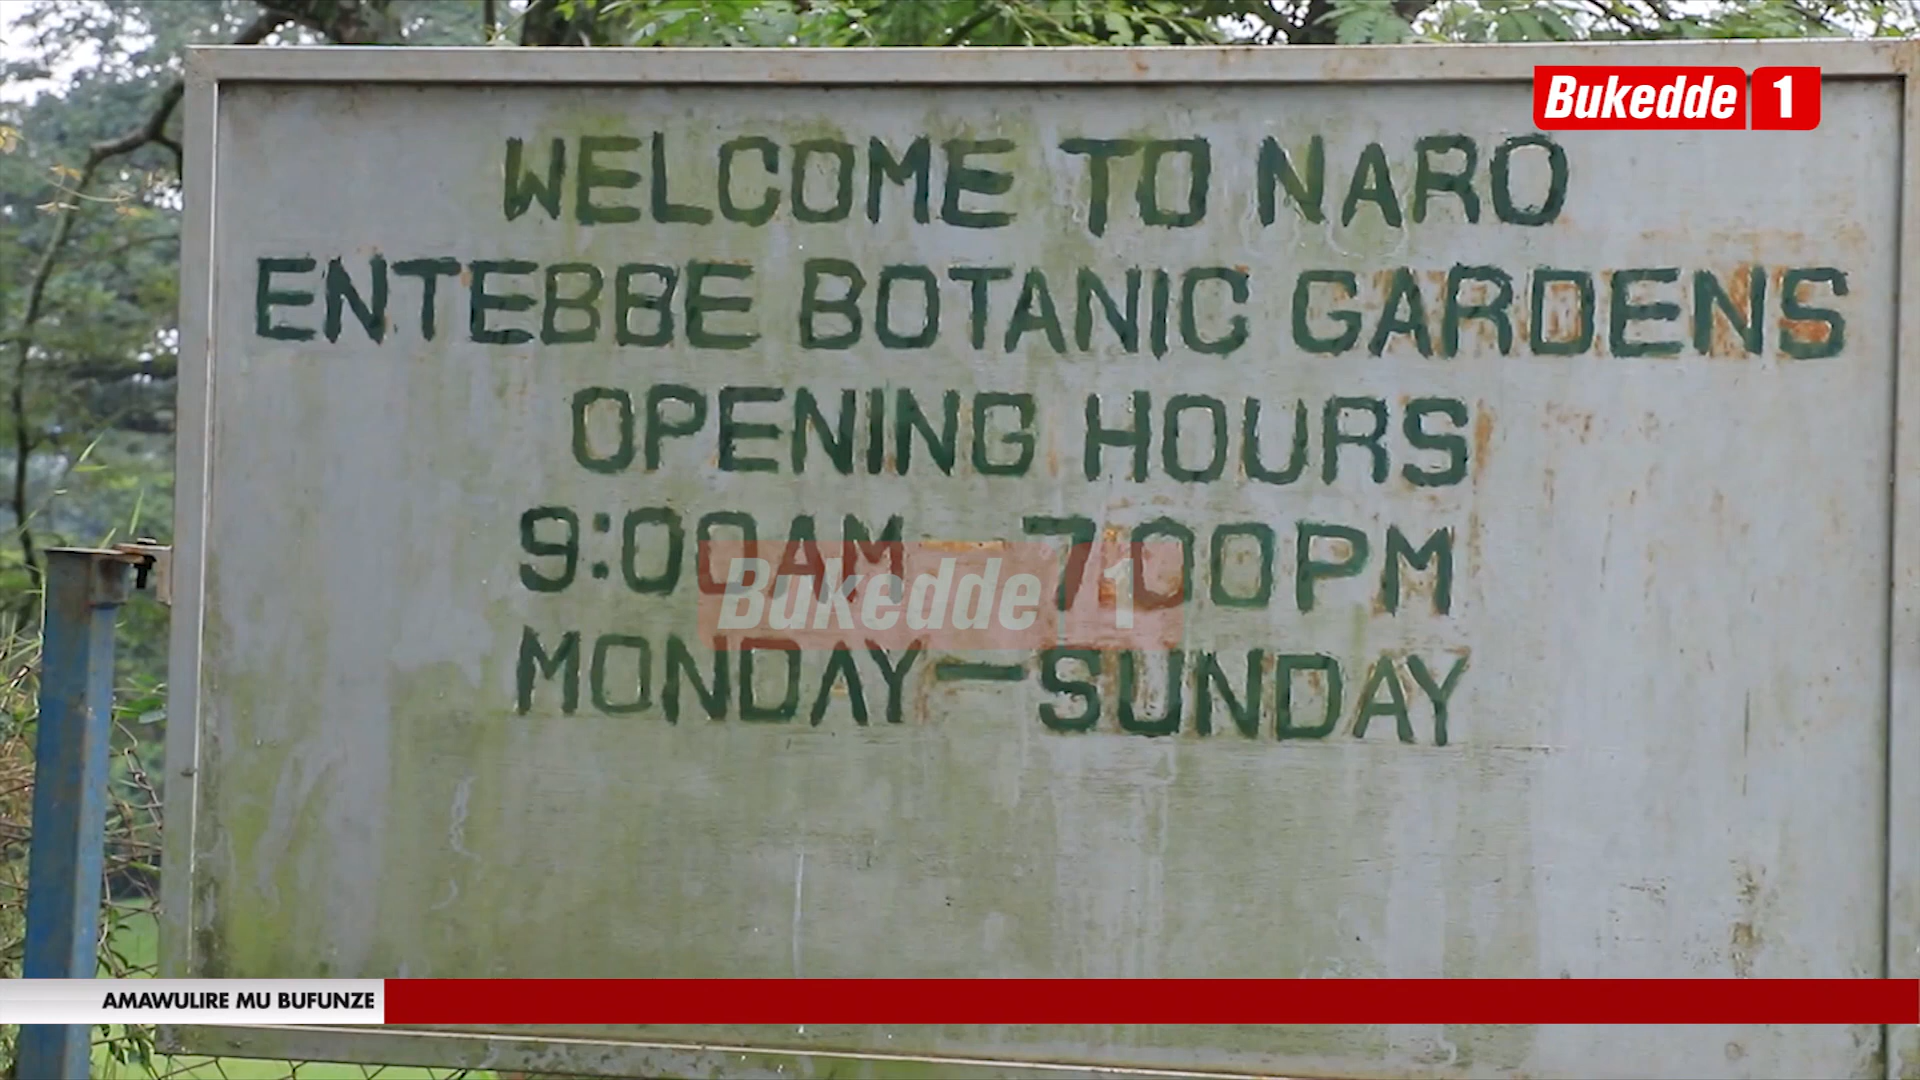 Bukedde 1
WELCOME TO NARO
ENTEBBE BOTANIC GARDENS
OPENING HOURS
9:00AM - 7:00PM
Bukedde 1
MONDAY - SUNDAY
AMAWULIRE MU BUFUNZE